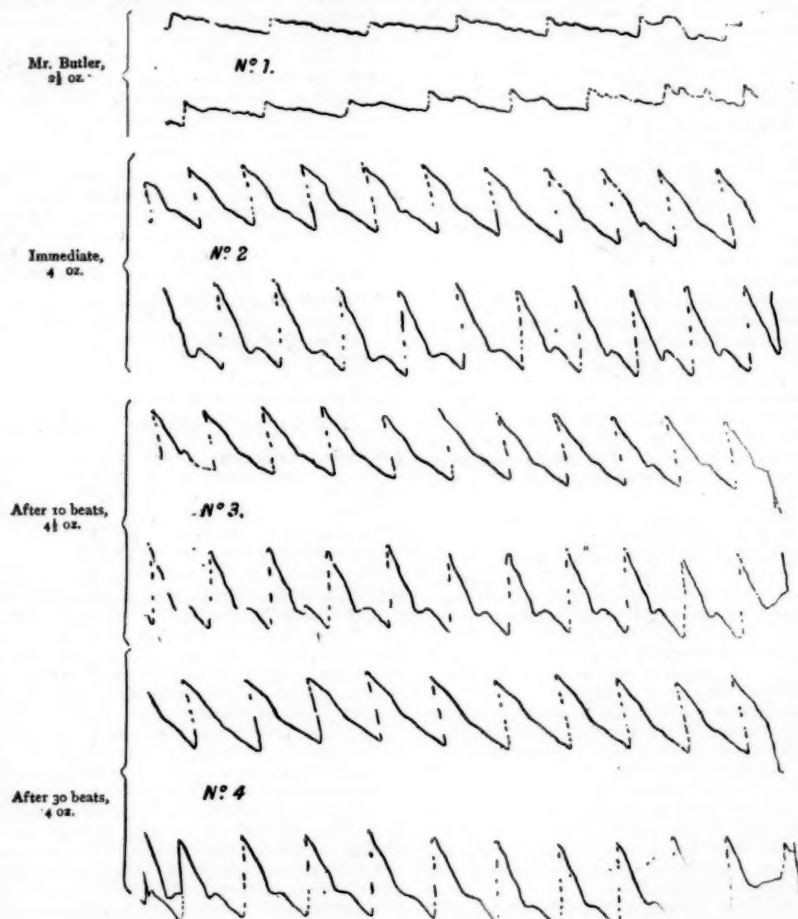 Mr. Butler,
2½ oz.
Nº 1.
Immediate,
4 oz.
Nº 2
After 10 beats,
4½ oz.
Nº 3.
After 30 beats,
4 oz.
Nº 4